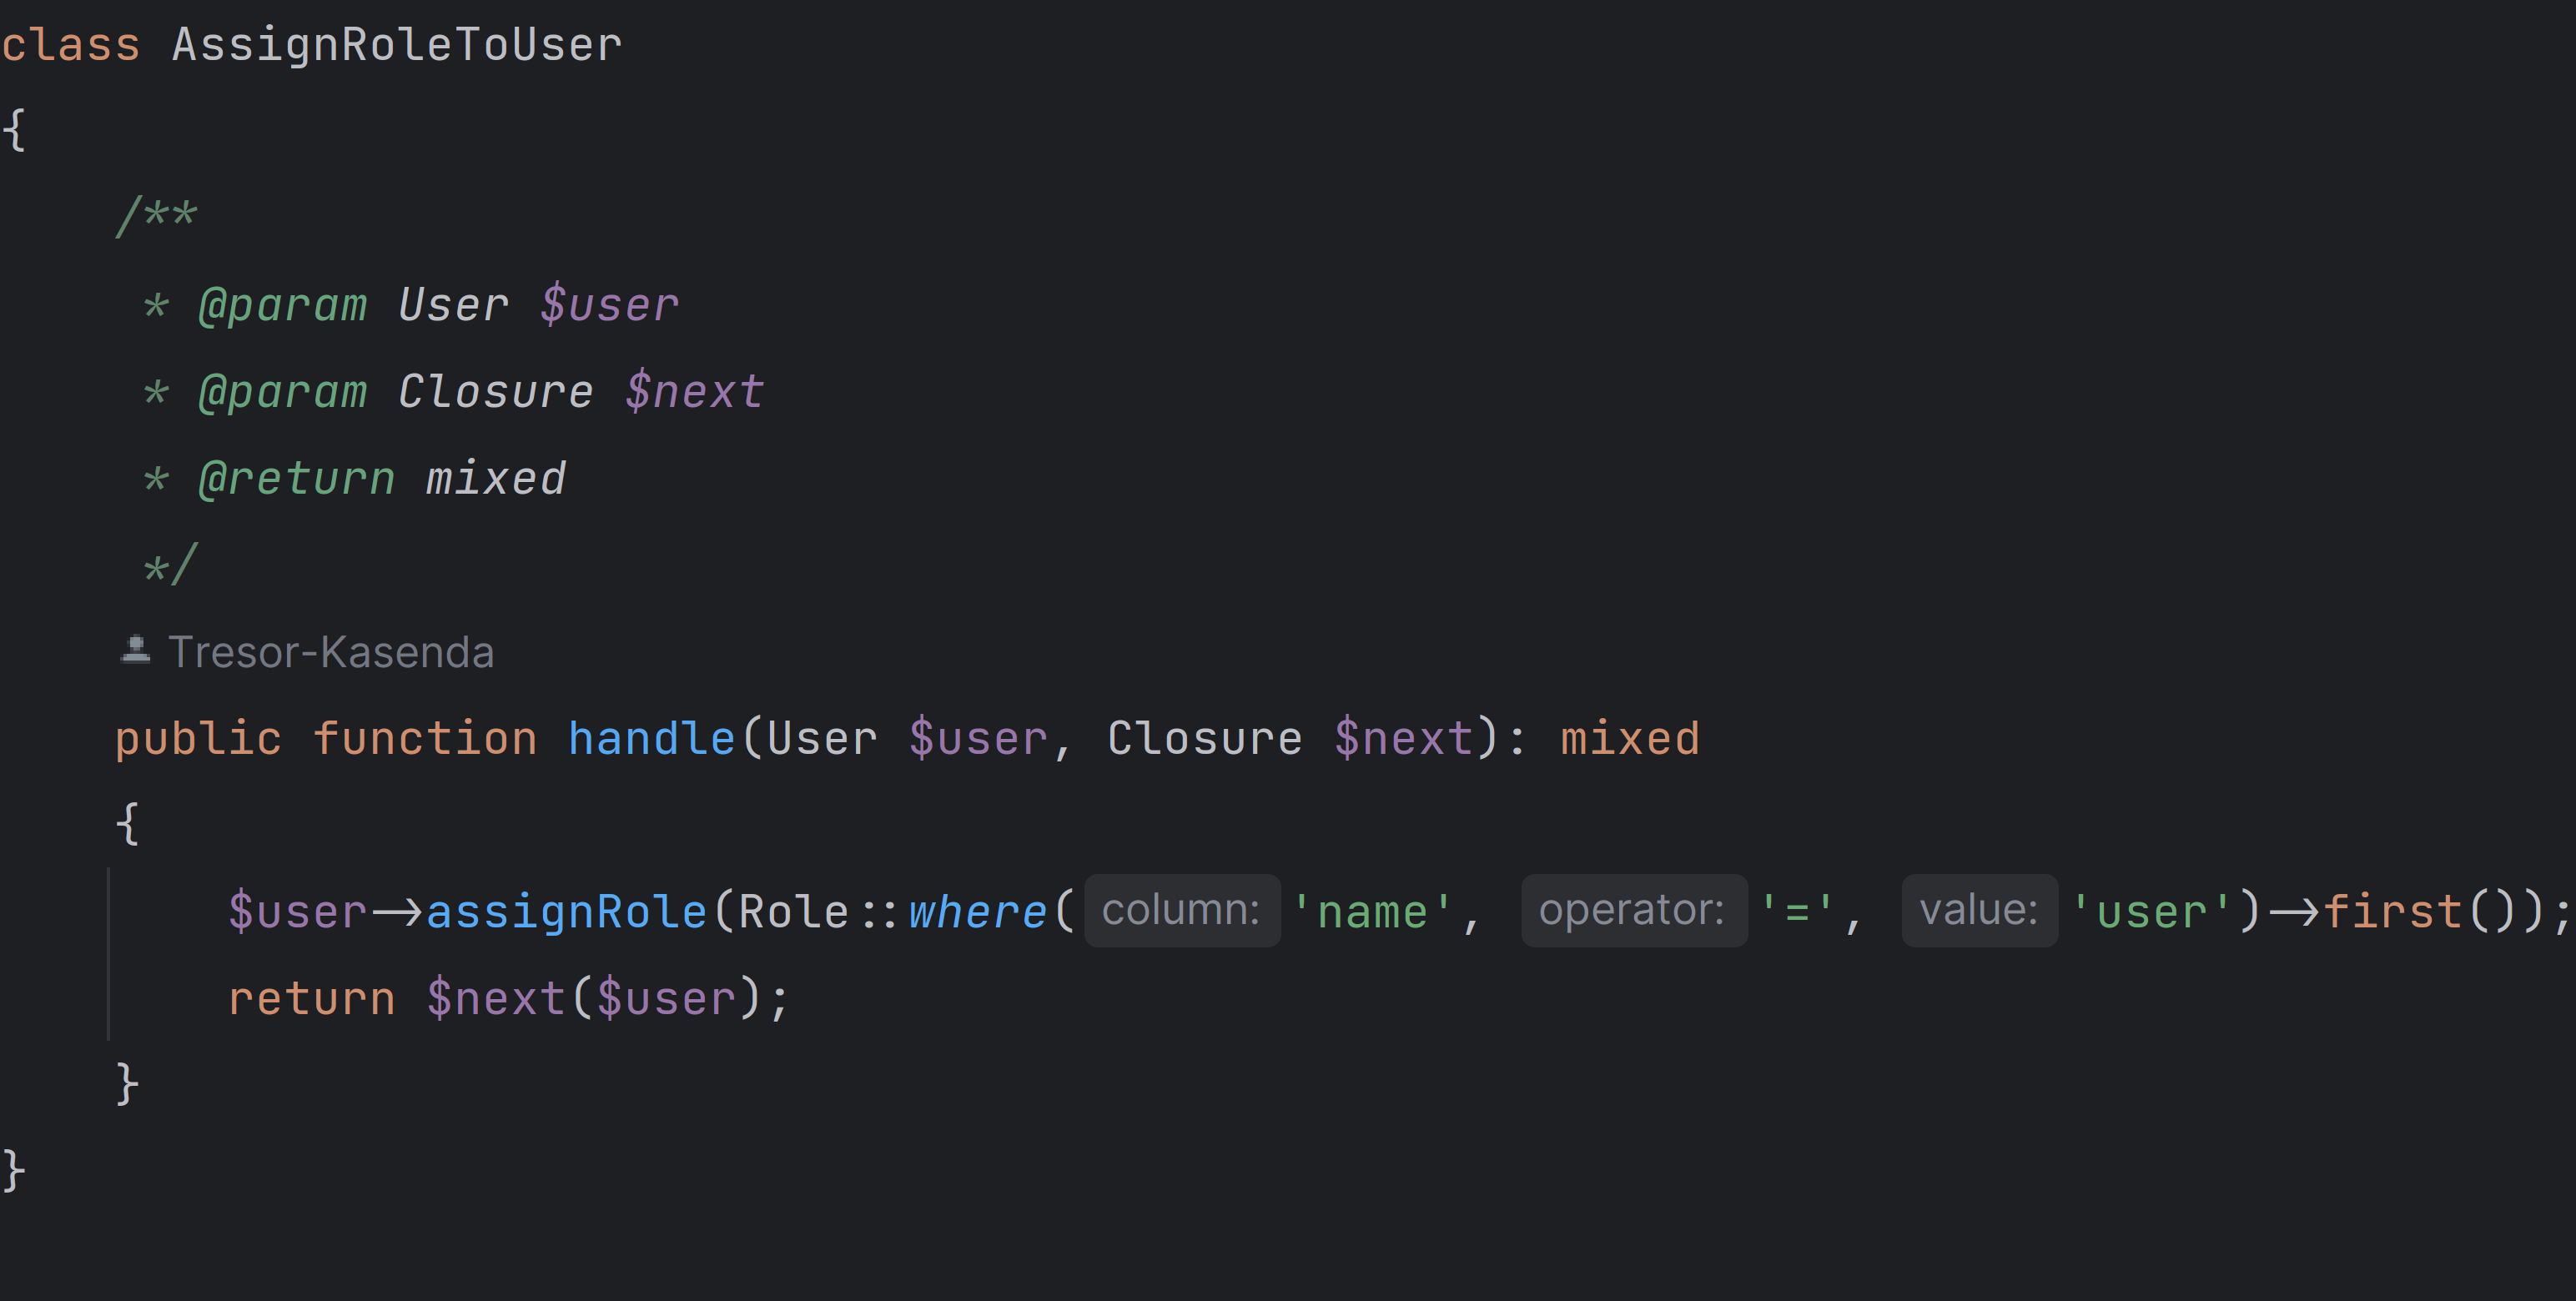 class AssignRoleToUser
{
    /**
     * @param User $user
     * @param Closure $next
     * @return mixed
     */
    Tresor-Kasenda
    public function handle(User $user, Closure $next): mixed
    {
        $user->assignRole(Role::where( column: 'name', operator: '=', value: 'user')->first());
        return $next($user);
    }
}